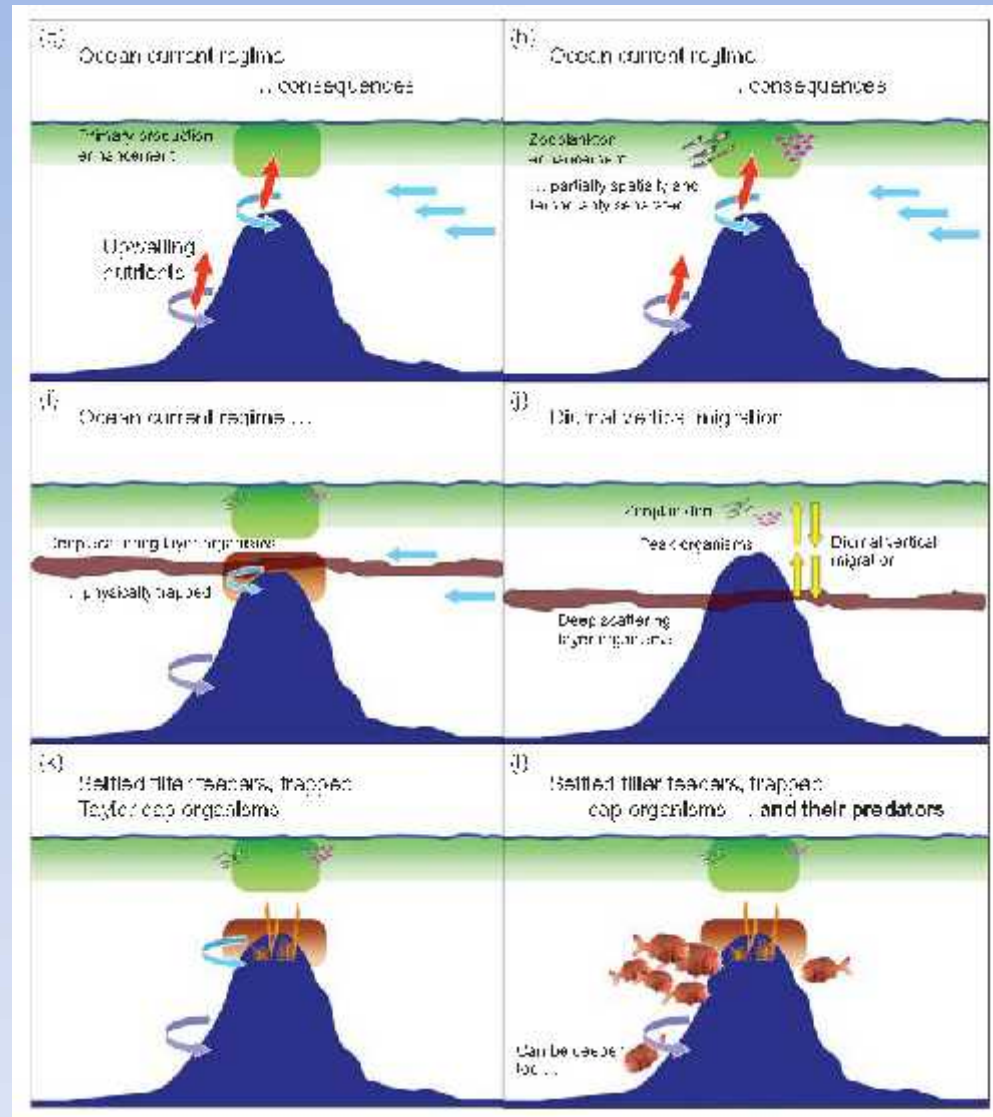 (g)
Ocean current regime
... consequences
Primary production
enhancement
Upwelling
nutrients
(h)
Ocean current regime
... consequences
Zooplankton
enhancement
... partially spatially and
temporarily separated
(i)
Ocean current regime ...
Deep scattering layer organisms
... physically trapped
(j)
Diurnal vertical migration
Zooplankton
Peak organisms
Diurnal vertical
migration
Deep scattering
layer organisms
(k)
Settled filter feeders, trapped
Taylor cap organisms
(l)
Settled filter feeders, trapped
cap organisms ... and their predators
Can be deeper
too ...